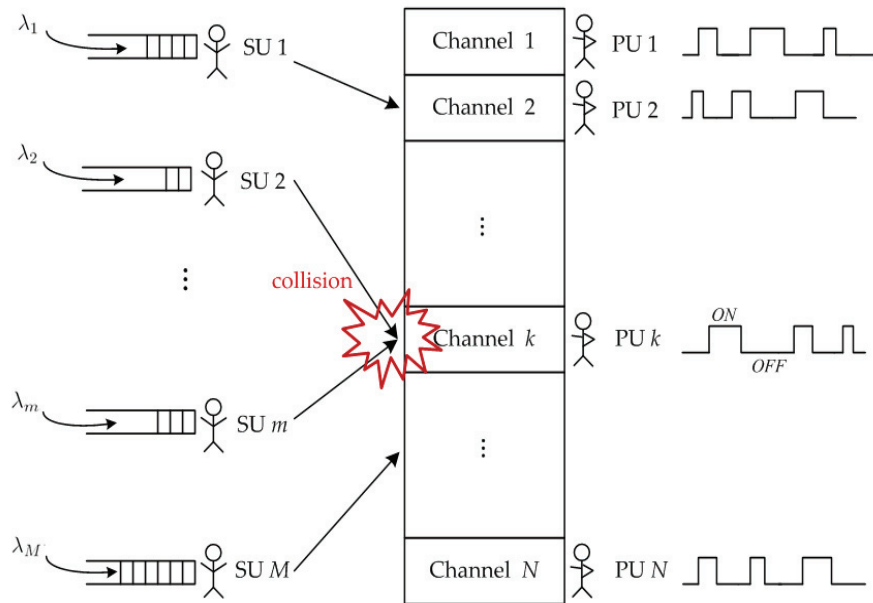 λ₁
SU 1
Channel 1
PU 1
Channel 2
PU 2
λ₂
SU 2
⋮
⋮
collision
Channel k
PU k
ON
OFF
λₘ
SU m
⋮
λ_M
SU M
Channel N
PU N